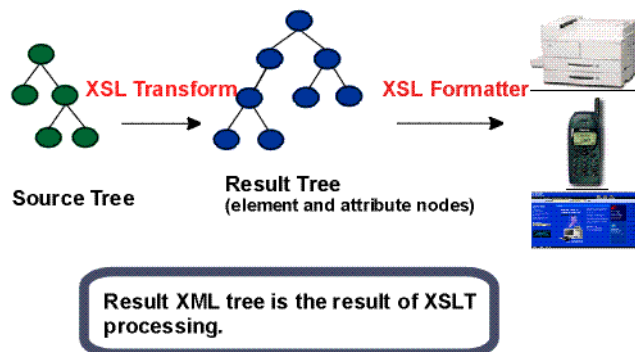 XSL Transform
XSL Formatter
Source Tree
Result Tree
(element and attribute nodes)
Result XML tree is the result of XSLT
processing.